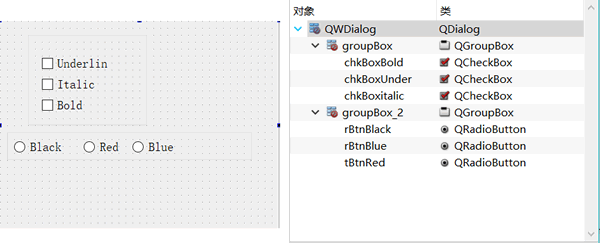 Underlin
Italic
Bold
Black Red Blue
对象 类
QWDialog QDialog
groupBox QGroupBox
chkBoxBold QCheckBox
chkBoxUnder QCheckBox
chkBoxitalic QCheckBox
groupBox_2 QGroupBox
rBtnBlack QRadioButton
rBtnBlue QRadioButton
tBtnRed QRadioButton